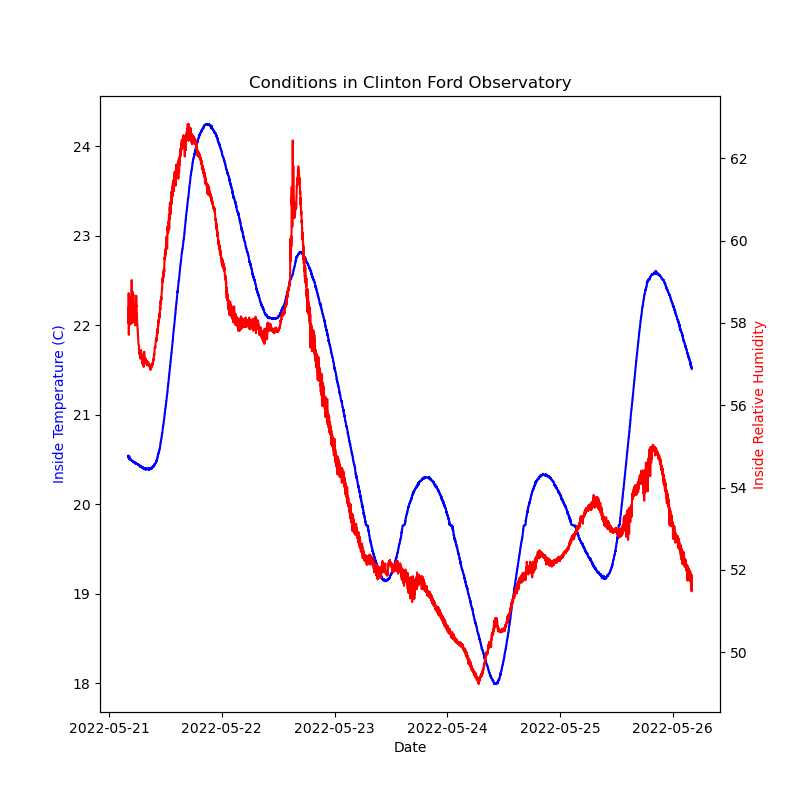 Conditions in Clinton Ford Observatory
24
23
22
21
20
19
18
Inside Temperature (C)
62
60
58
56
54
52
50
Inside Relative Humidity
2022-05-21 2022-05-22 2022-05-23 2022-05-24 2022-05-25 2022-05-26
Date